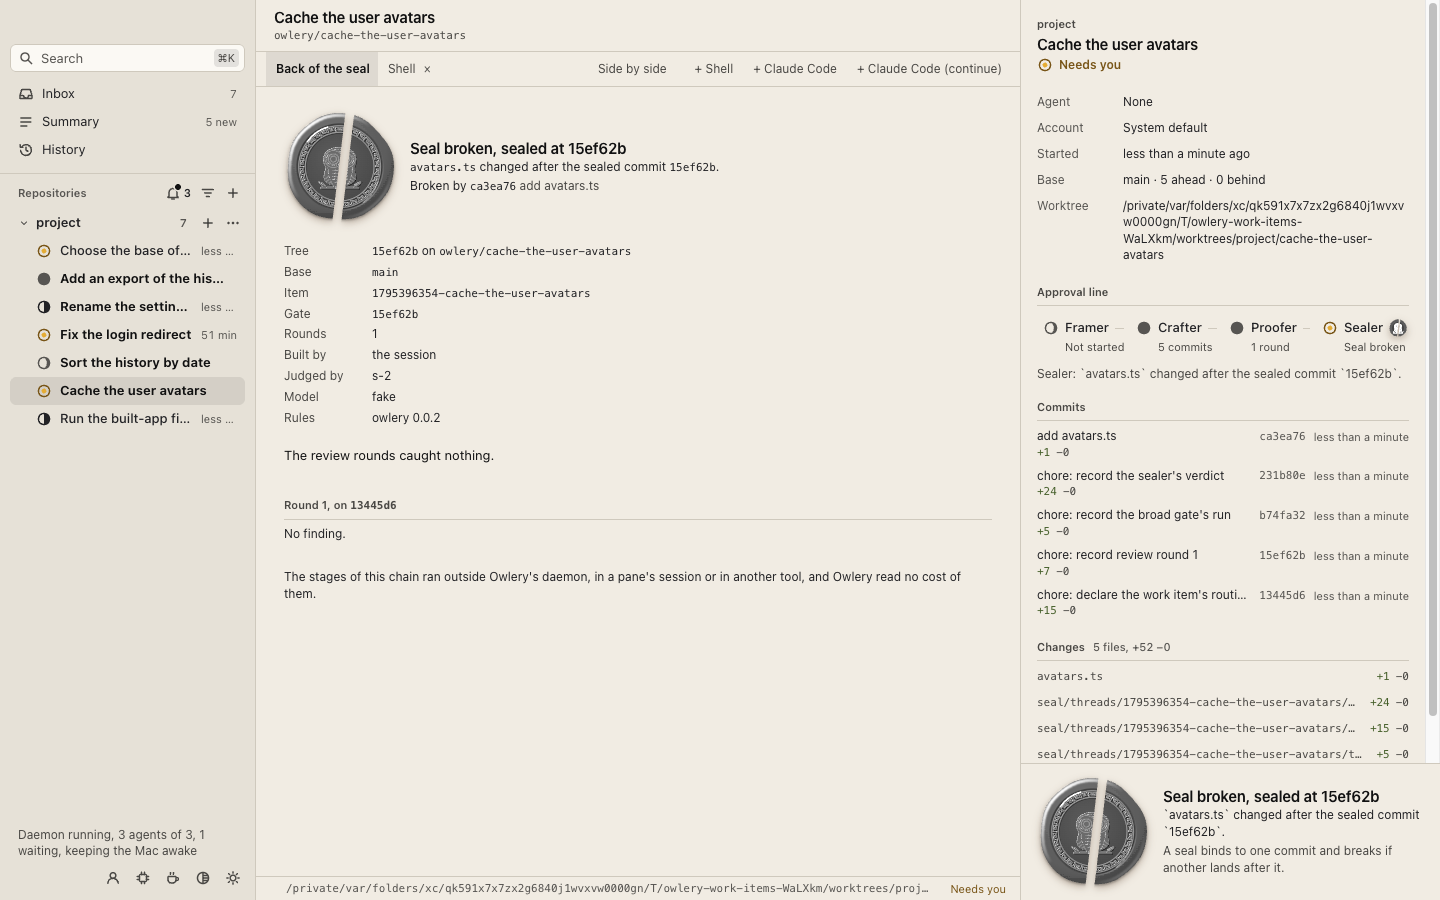 Search
⌘K
Inbox
7
Summary
5 new
History
Repositories
3
project
7
Choose the base of...
less ...
Add an export of the his...
Rename the settin...
less ...
Fix the login redirect
51 min
Sort the history by date
Cache the user avatars
Run the built-app fi...
less ...
Daemon running, 3 agents of 3, 1
waiting, keeping the Mac awake
Cache the user avatars
owlery/cache-the-user-avatars
Back of the seal
Shell ×
Side by side
+ Shell
+ Claude Code
+ Claude Code (continue)
Seal broken, sealed at 15ef62b
avatars.ts changed after the sealed commit 15ef62b.
Broken by ca3ea76 add avatars.ts
Tree
15ef62b on owlery/cache-the-user-avatars
Base
main
Item
1795396354-cache-the-user-avatars
Gate
15ef62b
Rounds
1
Built by
the session
Judged by
s-2
Model
fake
Rules
owlery 0.0.2
The review rounds caught nothing.
Round 1, on 13445d6
No finding.
The stages of this chain ran outside Owlery's daemon, in a pane's session or in another tool, and Owlery read no cost of
them.
/private/var/folders/xc/qk591x7x7zx2g6840j1wvxvw0000gn/T/owlery-work-items-WaLXkm/worktrees/proj...
Needs you
project
Cache the user avatars
Needs you
Agent
None
Account
System default
Started
less than a minute ago
Base
main · 5 ahead · 0 behind
Worktree
/private/var/folders/xc/qk591x7x7zx2g6840j1wvxv
w0000gn/T/owlery-work-items-
WaLXkm/worktrees/project/cache-the-user-
avatars
Approval line
Framer
Crafter
Proofer
Sealer
Not started
5 commits
1 round
Seal broken
Sealer: `avatars.ts` changed after the sealed commit `15ef62b`.
Commits
add avatars.ts
ca3ea76
less than a minute
+1 −0
chore: record the sealer's verdict
231b80e
less than a minute
+24 −0
chore: record the broad gate's run
b74fa32
less than a minute
+5 −0
chore: record review round 1
15ef62b
less than a minute
+7 −0
chore: declare the work item's routi...
13445d6
less than a minute
+15 −0
Changes
5 files, +52 −0
avatars.ts
+1 −0
seal/threads/1795396354-cache-the-user-avatars/...
+24 −0
seal/threads/1795396354-cache-the-user-avatars/...
+15 −0
seal/threads/1795396354-cache-the-user-avatars/t...
+5 −0
Seal broken, sealed at 15ef62b
`avatars.ts` changed after the sealed commit
`15ef62b`.
A seal binds to one commit and breaks if
another lands after it.